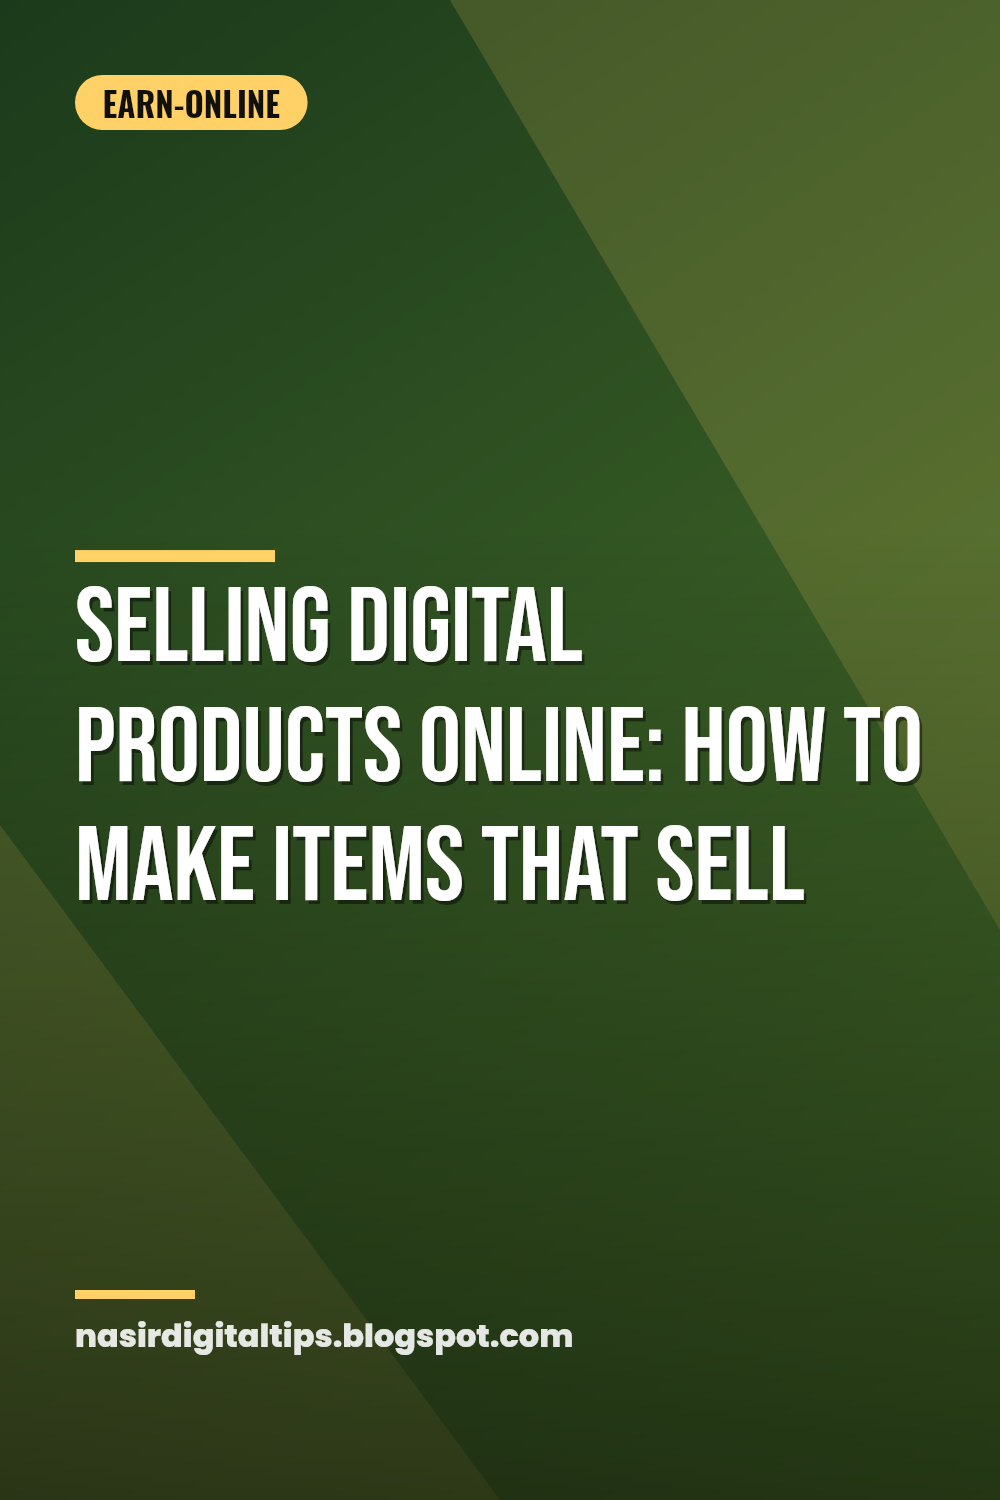 EARN-ONLINE
SELLING DIGITAL
PRODUCTS ONLINE: HOW TO
MAKE ITEMS THAT SELL
nasirdigitaltips.blogspot.com